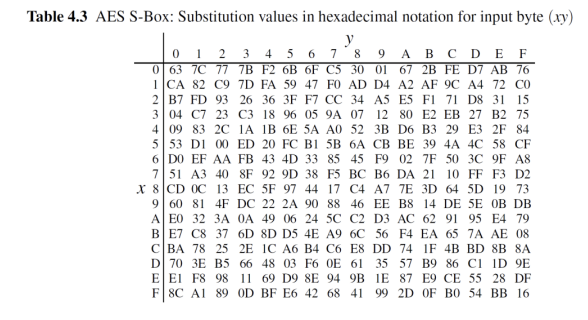 Table 4.3 AES S-Box: Substitution values in hexadecimal notation for input byte (xy)
y
0 1 2 3 4 5 6 7 8 9 A B C D E F
0 63 7C 77 7B F2 6B 6F C5 30 01 67 2B FE D7 AB 76
1 CA 82 C9 7D FA 59 47 F0 AD D4 A2 AF 9C A4 72 C0
2 B7 FD 93 26 36 3F F7 CC 34 A5 E5 F1 71 D8 31 15
3 04 C7 23 C3 18 96 05 9A 07 12 80 E2 EB 27 B2 75
4 09 83 2C 1A 1B 6E 5A A0 52 3B D6 B3 29 E3 2F 84
5 53 D1 00 ED 20 FC B1 5B 6A CB BE 39 4A 4C 58 CF
6 D0 EF AA FB 43 4D 33 85 45 F9 02 7F 50 3C 9F A8
7 51 A3 40 8F 92 9D 38 F5 BC B6 DA 21 10 FF F3 D2
x 8 CD 0C 13 EC 5F 97 44 17 C4 A7 7E 3D 64 5D 19 73
9 60 81 4F DC 22 2A 90 88 46 EE B8 14 DE 5E 0B DB
A E0 32 3A 0A 49 06 24 5C C2 D3 AC 62 91 95 E4 79
B E7 C8 37 6D 8D D5 4E A9 6C 56 F4 EA 65 7A AE 08
C BA 78 25 2E 1C A6 B4 C6 E8 DD 74 1F 4B BD 8B 8A
D 70 3E B5 66 48 03 F6 0E 61 35 57 B9 86 C1 1D 9E
E E1 F8 98 11 69 D9 8E 94 9B 1E 87 E9 CE 55 28 DF
F 8C A1 89 0D BF E6 42 68 41 99 2D 0F B0 54 BB 16